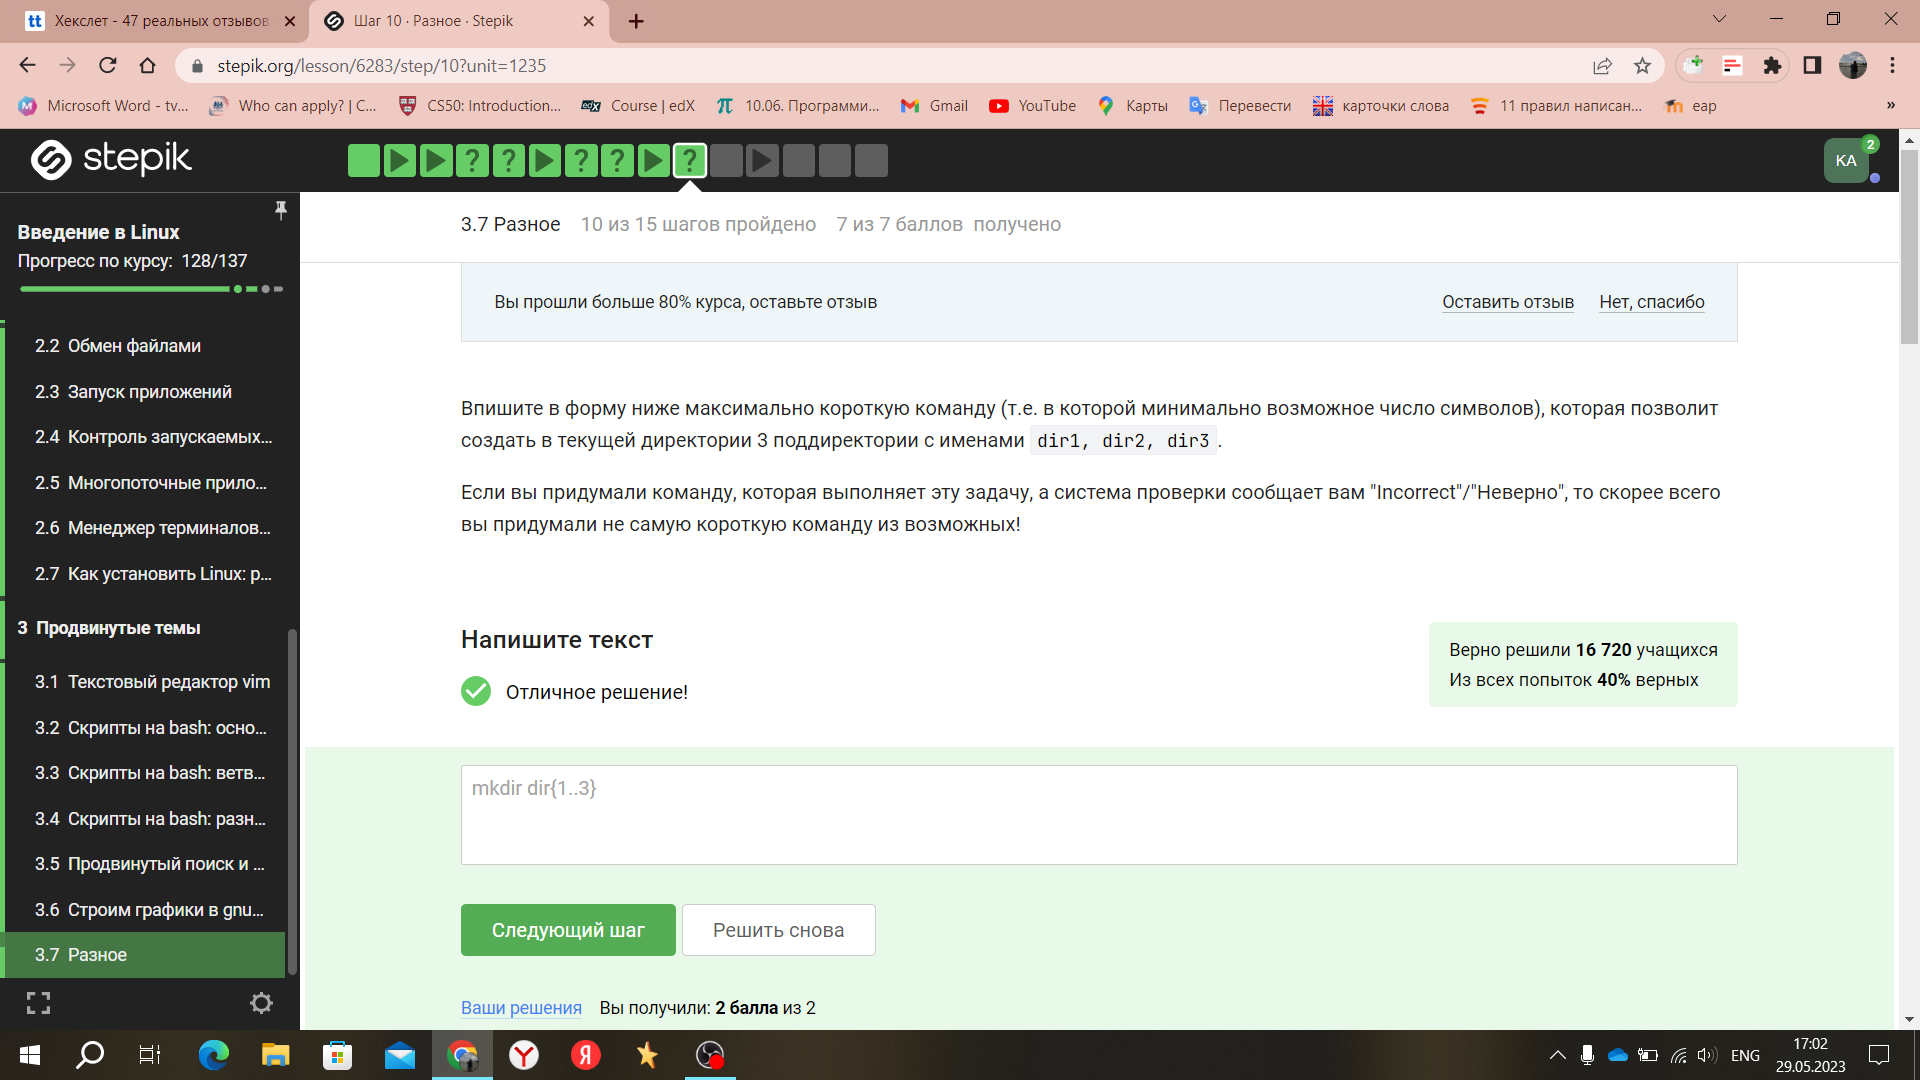 Хекслет - 47 реальных отзывов
Шаг 10 · Разное · Stepik
stepik.org/lesson/6283/step/10?unit=1235
Microsoft Word - tv...
Who can apply? | C...
CS50: Introduction...
edX
Course | edX
10.06. Программи...
Gmail
YouTube
Карты
Перевести
карточки слова
11 правил написан...
eap
»
stepik
KA
2
Введение в Linux
Прогресс по курсу: 128/137
2.2 Обмен файлами
2.3 Запуск приложений
2.4 Контроль запускаемых...
2.5 Многопоточные прило...
2.6 Менеджер терминалов...
2.7 Как установить Linux: р...
3 Продвинутые темы
3.1 Текстовый редактор vim
3.2 Скрипты на bash: осно...
3.3 Скрипты на bash: ветв...
3.4 Скрипты на bash: разн...
3.5 Продвинутый поиск и ...
3.6 Строим графики в gnu...
3.7 Разное
3.7 Разное 10 из 15 шагов пройдено 7 из 7 баллов получено
Вы прошли больше 80% курса, оставьте отзыв
Оставить отзыв
Нет, спасибо
Впишите в форму ниже максимально короткую команду (т.е. в которой минимально возможное число символов), которая позволит
создать в текущей директории 3 поддиректории с именами dir1, dir2, dir3 .
Если вы придумали команду, которая выполняет эту задачу, а система проверки сообщает вам "Incorrect"/"Неверно", то скорее всего
вы придумали не самую короткую команду из возможных!
Напишите текст
Отличное решение!
Верно решили 16 720 учащихся
Из всех попыток 40% верных
mkdir dir{1..3}
Следующий шаг
Решить снова
Ваши решения Вы получили: 2 балла из 2
ENG
17:02
29.05.2023